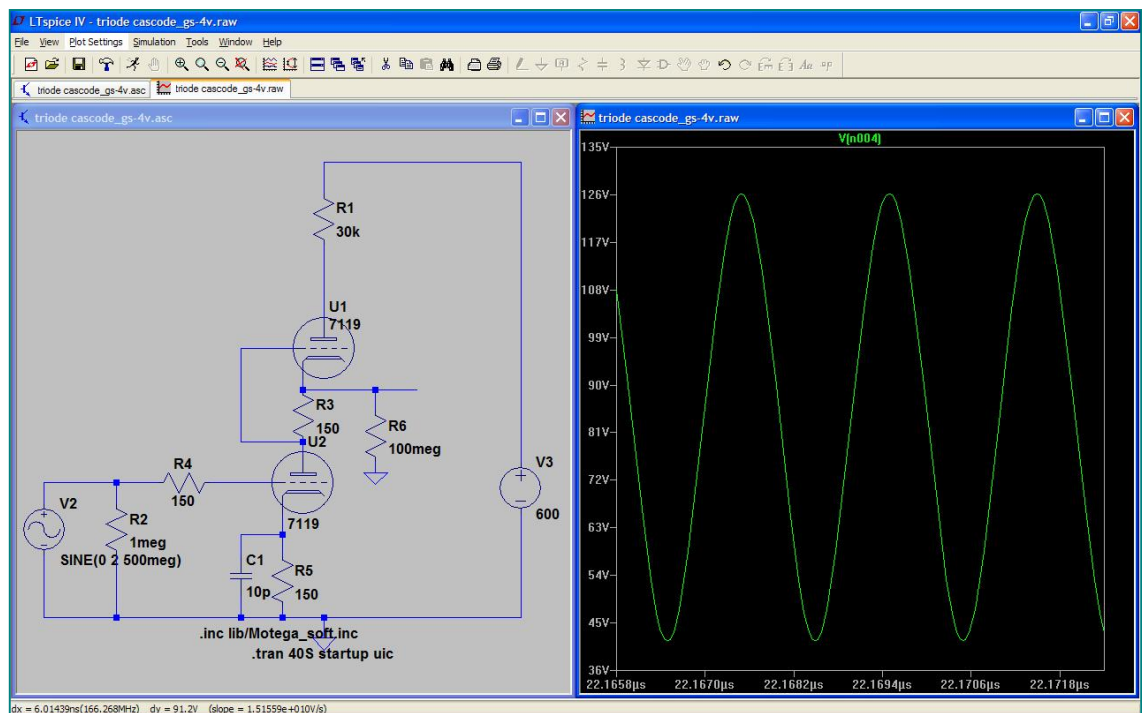 LTspice IV - triode cascode_gs-4v.raw
File View Plot Settings Simulation Tools Window Help
triode cascode_gs-4v.asc triode cascode_gs-4v.raw
triode cascode_gs-4v.asc
R1
30k
U1
7119
R3
150
R6
100meg
U2
7119
R4
150
V2
SINE(0 2 500meg)
R2
1meg
C1
10p
R5
150
V3
600
.inc lib/Motega_soft.inc
.tran 40S startup uic
triode cascode_gs-4v.raw
V(n004)
135V
126V
117V
108V
99V
90V
81V
72V
63V
54V
45V
36V
22.1658µs 22.1670µs 22.1682µs 22.1694µs 22.1706µs 22.1718µs
dx = 6.01439ns(166.268MHz) dy = 91.2V (slope = 1.51559e+010V/s)